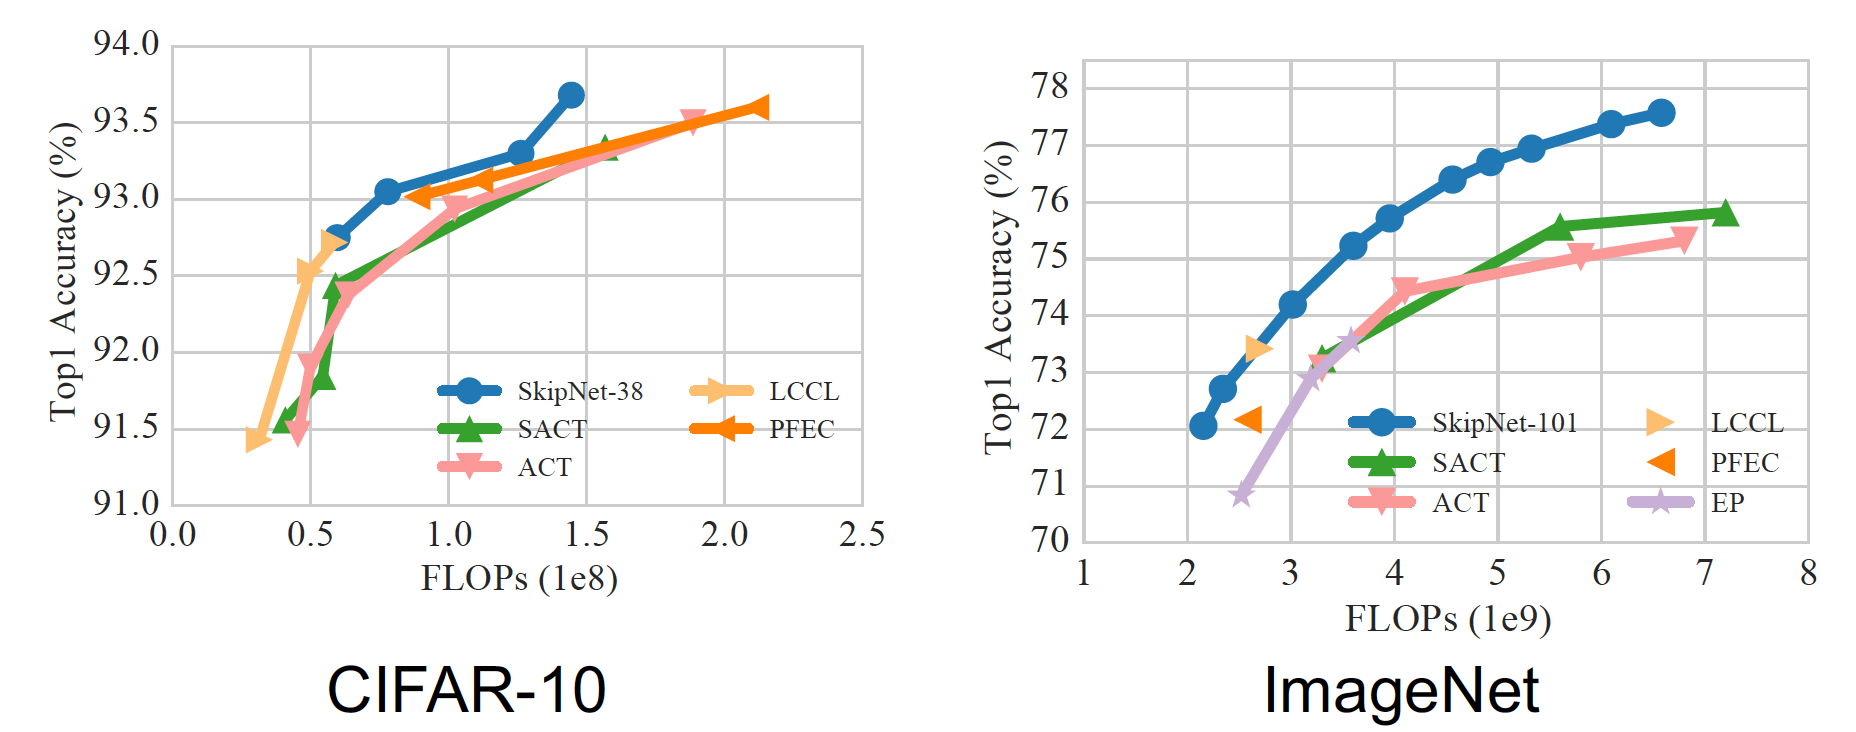 94.0
93.5
93.0
92.5
92.0
91.5
91.0
Top1 Accuracy (%)
0.0 0.5 1.0 1.5 2.0 2.5
FLOPs (1e8)
SkipNet-38
SACT
ACT
LCCL
PFEC
CIFAR-10
78
77
76
75
74
73
72
71
70
Top1 Accuracy (%)
1 2 3 4 5 6 7 8
FLOPs (1e9)
SkipNet-101
SACT
ACT
LCCL
PFEC
EP
ImageNet